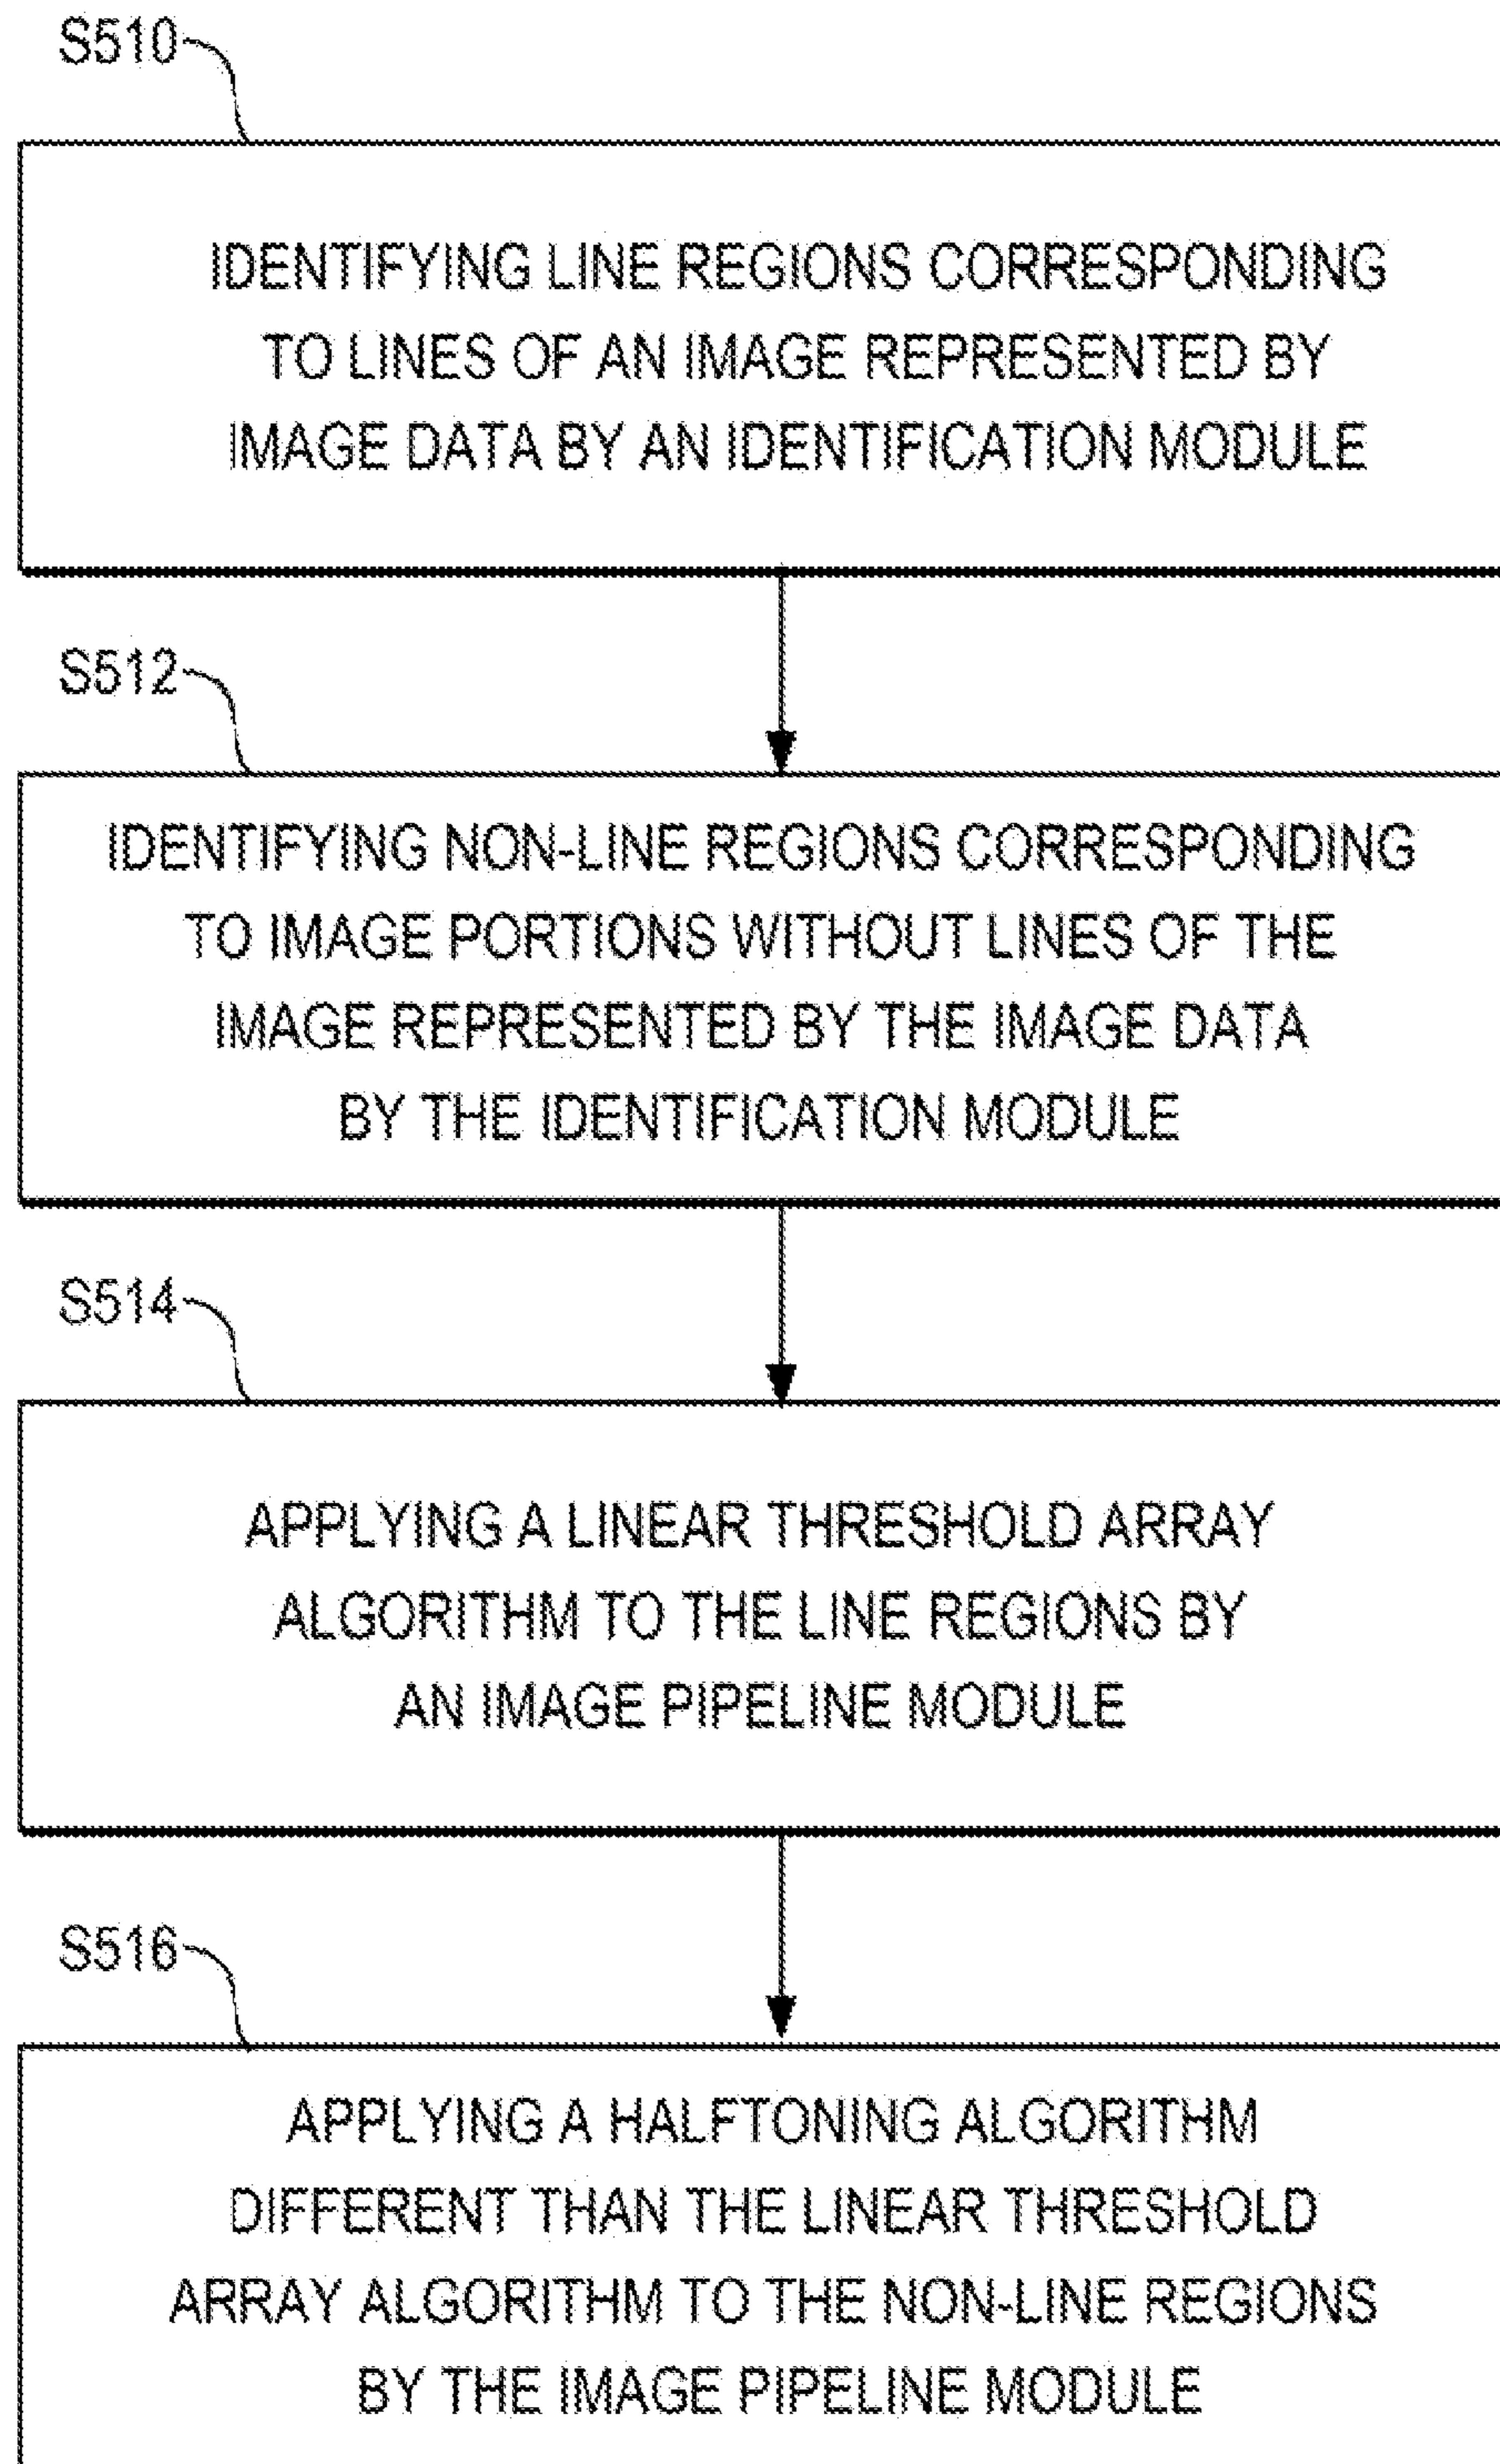 S510
IDENTIFYING LINE REGIONS CORRESPONDING
TO LINES OF AN IMAGE REPRESENTED BY
IMAGE DATA BY AN IDENTIFICATION MODULE
S512
IDENTIFYING NON-LINE REGIONS CORRESPONDING
TO IMAGE PORTIONS WITHOUT LINES OF THE
IMAGE REPRESENTED BY THE IMAGE DATA
BY THE IDENTIFICATION MODULE
S514
APPLYING A LINEAR THRESHOLD ARRAY
ALGORITHM TO THE LINE REGIONS BY
AN IMAGE PIPELINE MODULE
S516
APPLYING A HALFTONING ALGORITHM
DIFFERENT THAN THE LINEAR THRESHOLD
ARRAY ALGORITHM TO THE NON-LINE REGIONS
BY THE IMAGE PIPELINE MODULE